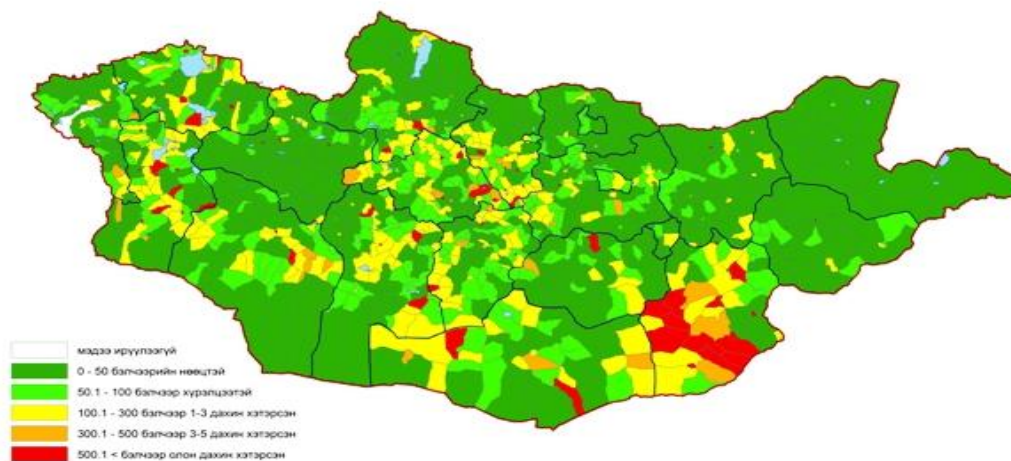 мэдээ ирүүлээгүй
0 - 50 бэлчээрийн нөөцтэй
50.1 - 100 бэлчээр хүрэлцээтэй
100.1 - 300 бэлчээр 1-3 дахин хэтэрсэн
300.1 - 500 бэлчээр 3-5 дахин хэтэрсэн
500.1 < бэлчээр олон дахин хэтэрсэн